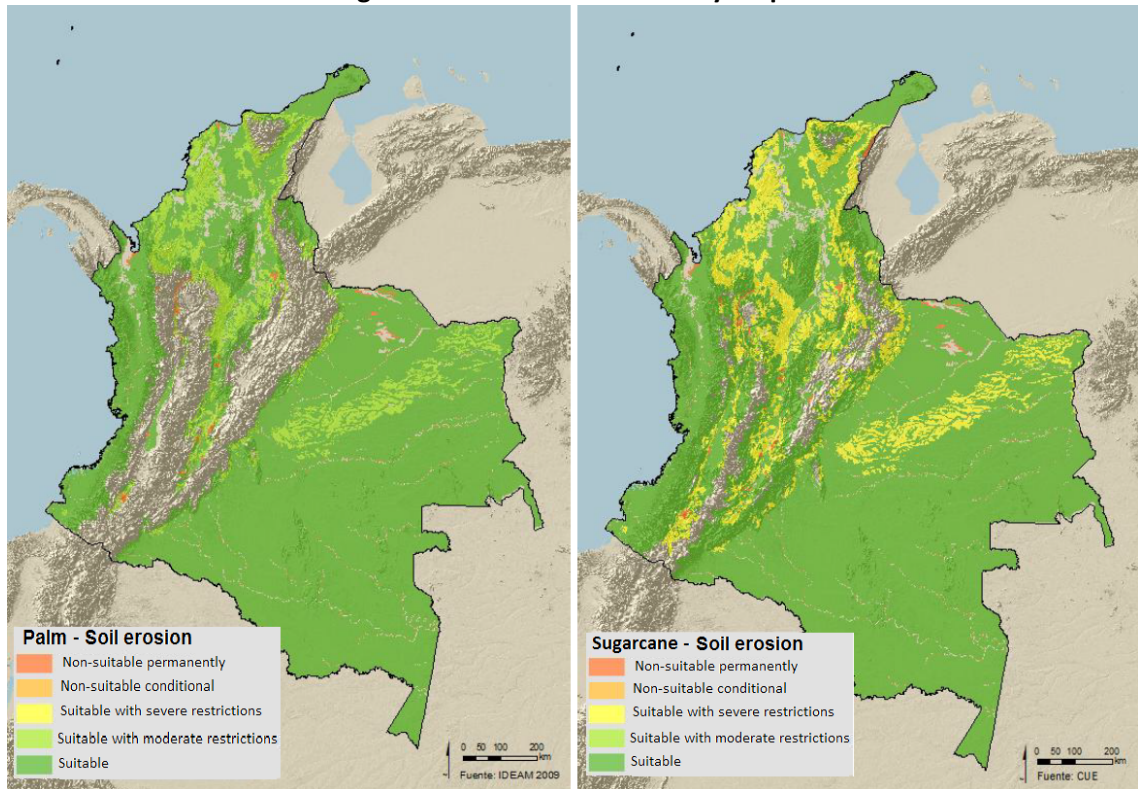 Palm - Soil erosion
Non-suitable permanently
Non-suitable conditional
Suitable with severe restrictions
Suitable with moderate restrictions
Suitable
0 50 100 200
km
Fuente: IDEAM 2009
Sugarcane - Soil erosion
Non-suitable permanently
Non-suitable conditional
Suitable with severe restrictions
Suitable with moderate restrictions
Suitable
0 50 100 200
km
Fuente: CUE